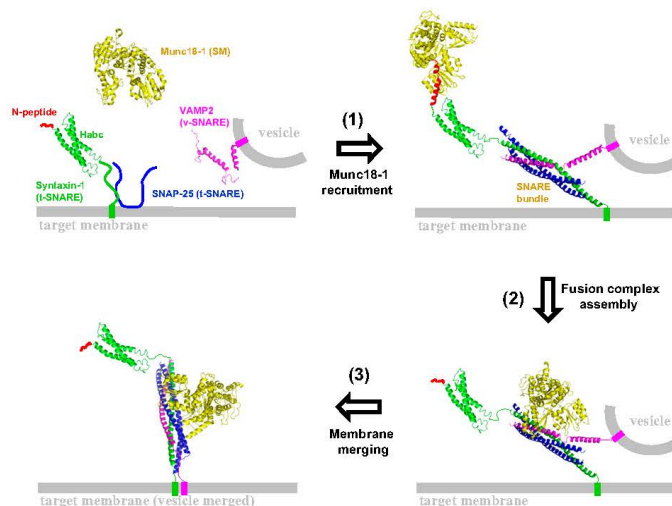 Munc18-1 (SM)
N-peptide
Habc
VAMP2
(v-SNARE)
vesicle
Syntaxin-1
(t-SNARE)
SNAP-25 (t-SNARE)
target membrane
(1)
Munc18-1
recruitment
vesicle
SNARE
bundle
target membrane
(2)
Fusion complex
assembly
vesicle
target membrane
(3)
Membrane
merging
target membrane (vesicle merged)